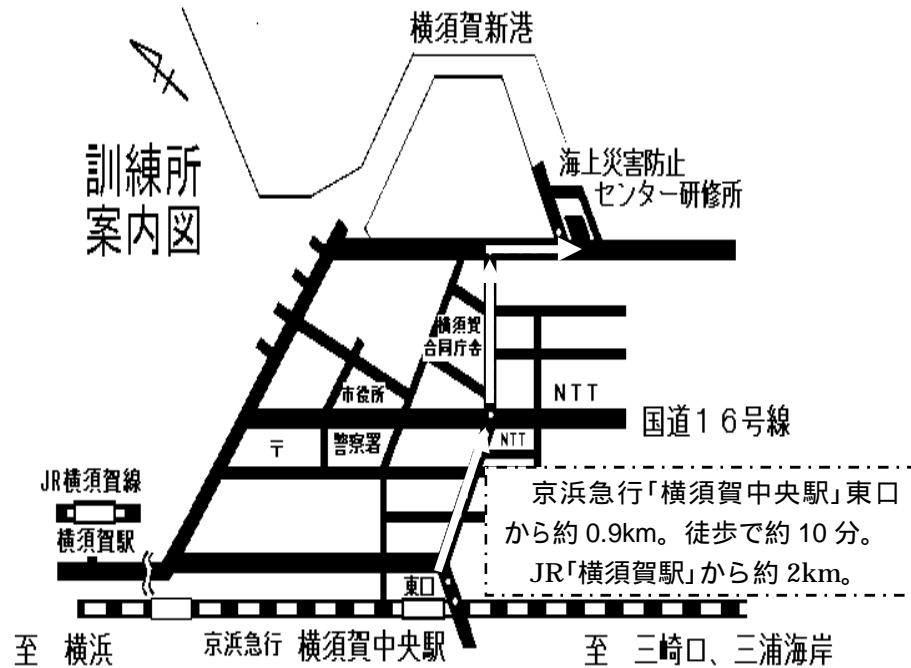 横須賀新港
訓練所
案内図
海上災害防止
センター研修所
横須賀
合同庁舎
市役所
NTT
国道16号線
〒
警察署
NTT
JR横須賀線
横須賀駅
京浜急行「横須賀中央駅」東口
から約 0.9km。徒歩で約 10 分。
JR「横須賀駅」から約 2km。
東口
至 横浜
京浜急行
横須賀中央駅
至 三崎口、三浦海岸